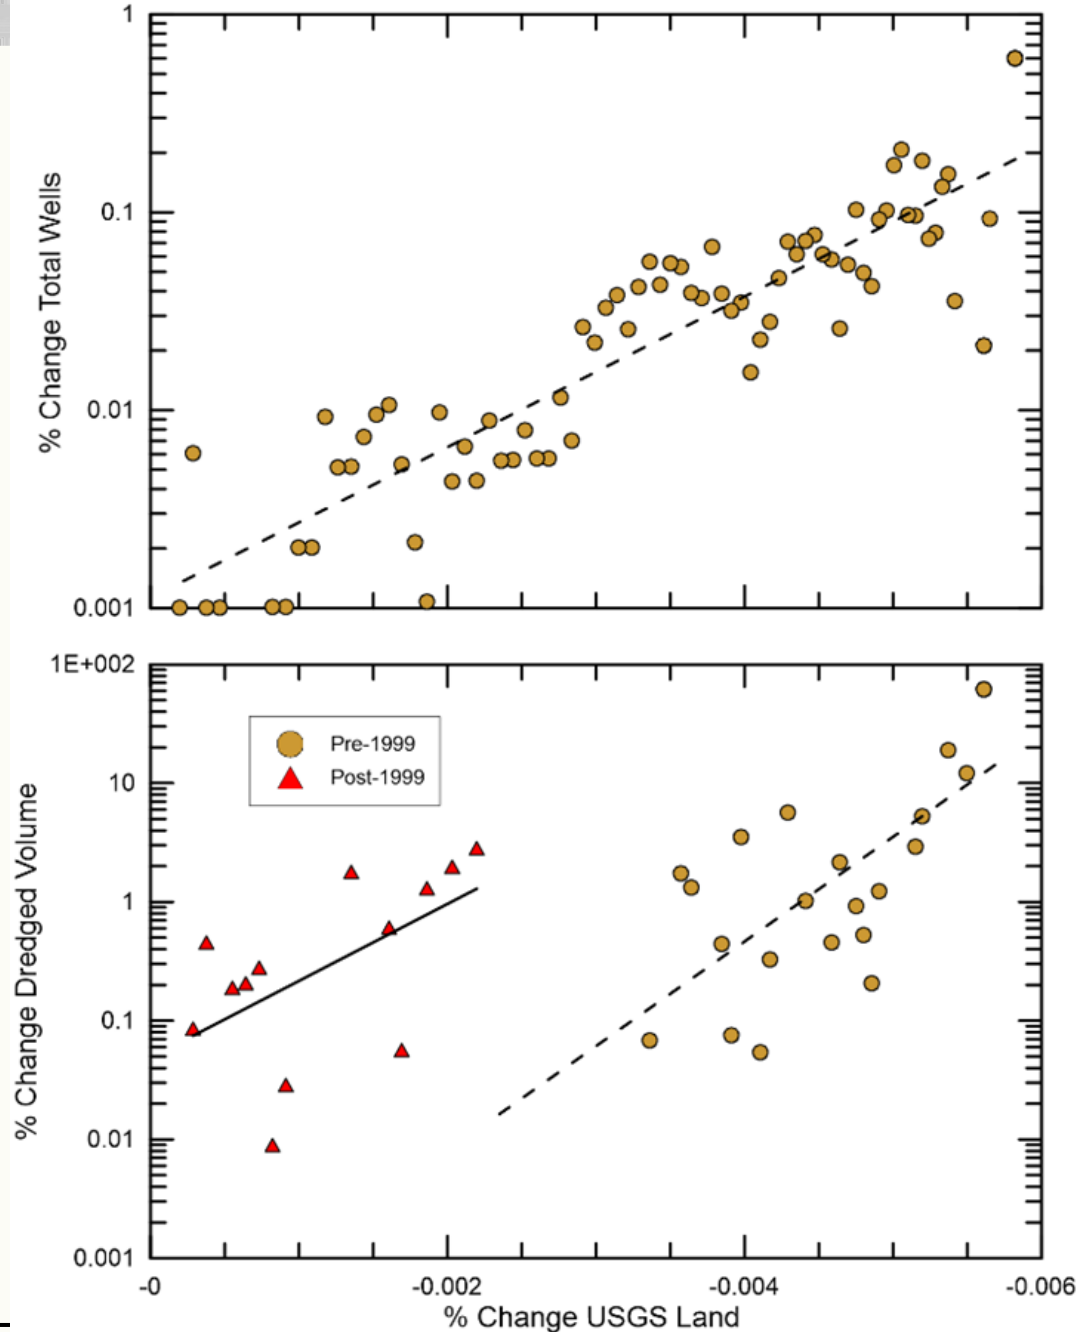 1
0.1
0.01
0.001
% Change Total Wells
1E+002
10
1
0.1
0.01
0.001
% Change Dredged Volume
Pre-1999
Post-1999
-0
-0.002
-0.004
-0.006
% Change USGS Land